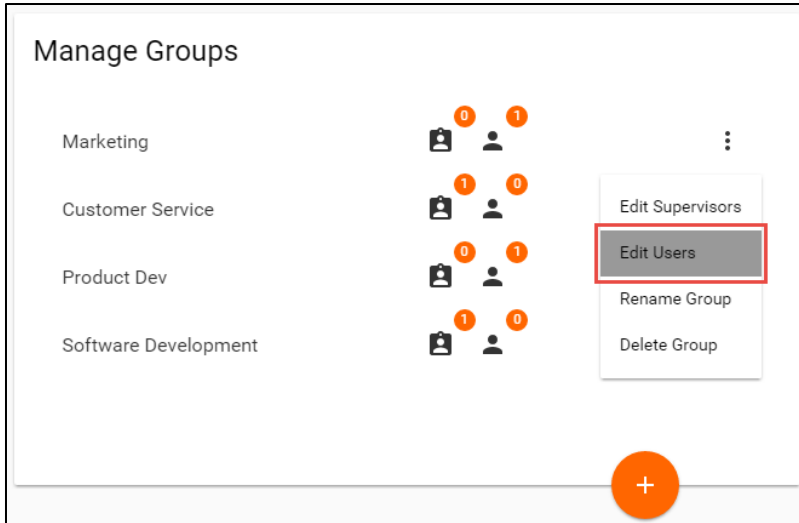 Manage Groups
Marketing 0 1
Customer Service 1 0
Edit Supervisors
Edit Users
Product Dev 0 1
Rename Group
Software Development 1 0
Delete Group
+